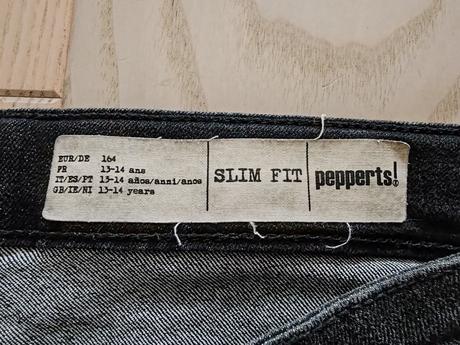 EUR/DE 164
FR 13-14 ans
IT/ES/PT 13-14 años/anni/anos
GB/IE/NI 13-14 years
SLIM FIT
pepperts!